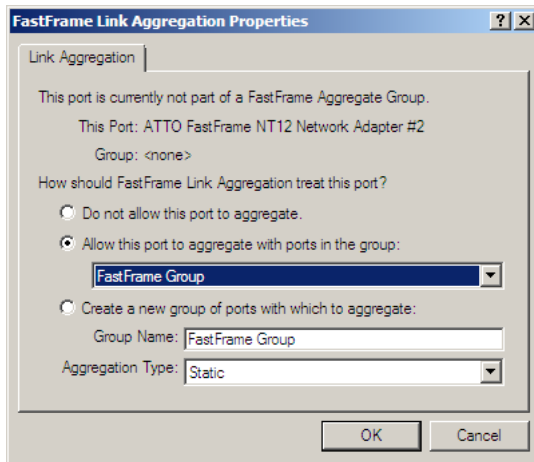 FastFrame Link Aggregation Properties
Link Aggregation
This port is currently not part of a FastFrame Aggregate Group.
This Port: ATTO FastFrame NT12 Network Adapter #2
Group: <none>
How should FastFrame Link Aggregation treat this port?
Do not allow this port to aggregate.
Allow this port to aggregate with ports in the group:
FastFrame Group
Create a new group of ports with which to aggregate:
Group Name: FastFrame Group
Aggregation Type: Static
OK Cancel